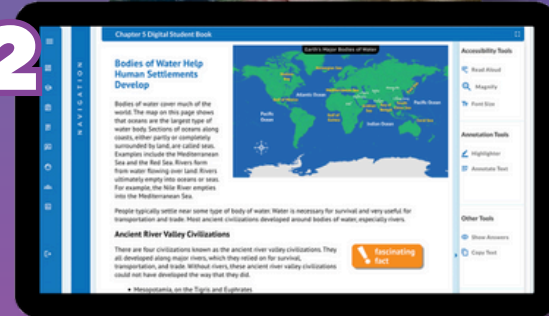 2
Chapter 5 Digital Student Book
NAVIGATION
Bodies of Water Help
Human Settlements
Develop
Bodies of water cover much of the
world. The map on this page shows
that oceans are the largest type of
water body. Sections of oceans along
coasts, either partly or completely
surrounded by land, are called seas.
Examples include the Mediterranean
Sea and the Red Sea. Rivers form
from water flowing over land. Rivers
ultimately empty into oceans or seas.
For example, the Nile River empties
into the Mediterranean Sea.
Earth's Major Bodies of Water
Atlantic Ocean
Pacific
Ocean
Pacific Ocean
Indian Ocean
People typically settle near some type of body of water. Water is necessary for survival and very useful for
transportation and trade. Most ancient civilizations developed around bodies of water, especially rivers.
Ancient River Valley Civilizations
There are four civilizations known as the ancient river valley civilizations. They
all developed along major rivers, which they relied on for survival,
transportation, and trade. Without rivers, these ancient river valley civilizations
could not have developed the way that they did.
• Mesopotamia, on the Tigris and Euphrates
fascinating
fact
Accessibility Tools
Read Aloud
Magnify
Font Size
Annotation Tools
Highlighter
Annotate Text
Other Tools
Show Answers
Copy Text